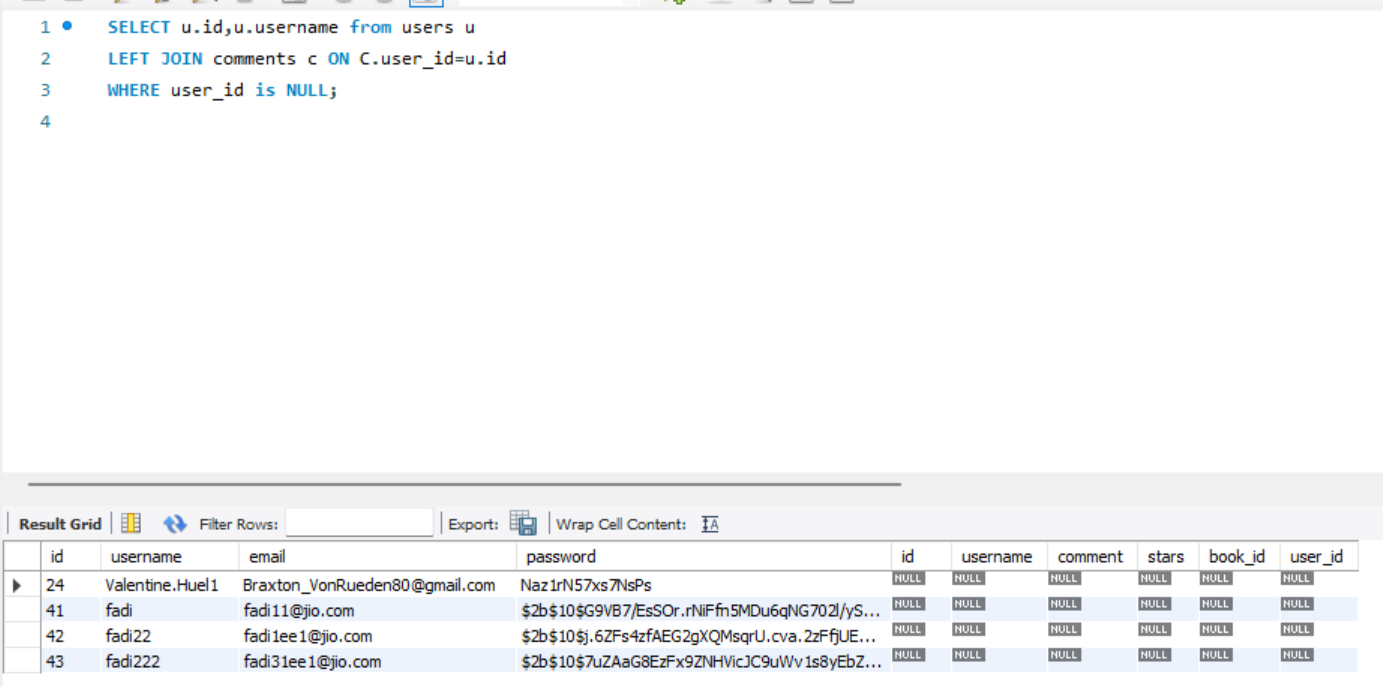 1 SELECT u.id,u.username from users u
2 LEFT JOIN comments c ON C.user_id=u.id
3 WHERE user_id is NULL;
4
Result Grid Filter Rows: Export: Wrap Cell Content: IA
id username email password id username comment stars book_id user_id
24 Valentine.Huel1 Braxton_VonRueden80@gmail.com Naz1rN57xs7NsPs NULL NULL NULL NULL NULL NULL
41 fadi fadi11@jio.com $2b$10$G9VB7/EsSOr.rNiFfn5MDu6qNG702l/yS... NULL NULL NULL NULL NULL NULL
42 fadi22 fadi1ee1@jio.com $2b$10$j.6ZFs4zfAEG2gXQMsqrU.cva.2zFfjUE... NULL NULL NULL NULL NULL NULL
43 fadi222 fadi31ee1@jio.com $2b$10$7uZAaG8EzFx9ZNHVicJC9uWv1s8yEbZ... NULL NULL NULL NULL NULL NULL